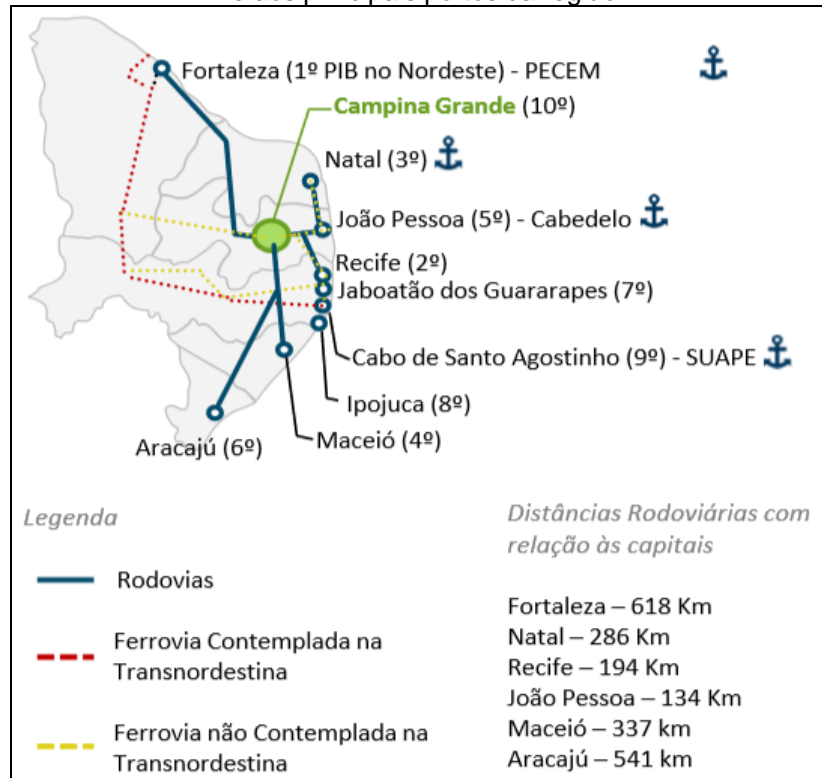 Fortaleza (1º PIB no Nordeste) - PECEM
Campina Grande (10º)
Natal (3º)
João Pessoa (5º) - Cabedelo
Recife (2º)
Jaboatão dos Guararapes (7º)
Cabo de Santo Agostinho (9º) - SUAPE
Ipojuca (8º)
Maceió (4º)
Aracajú (6º)
Legenda
Rodovias
Ferrovia Contemplada na
Transnordestina
Ferrovia não Contemplada na
Transnordestina
Distâncias Rodoviárias com
relação às capitais
Fortaleza – 618 Km
Natal – 286 Km
Recife – 194 Km
João Pessoa – 134 Km
Maceió – 337 km
Aracajú – 541 km